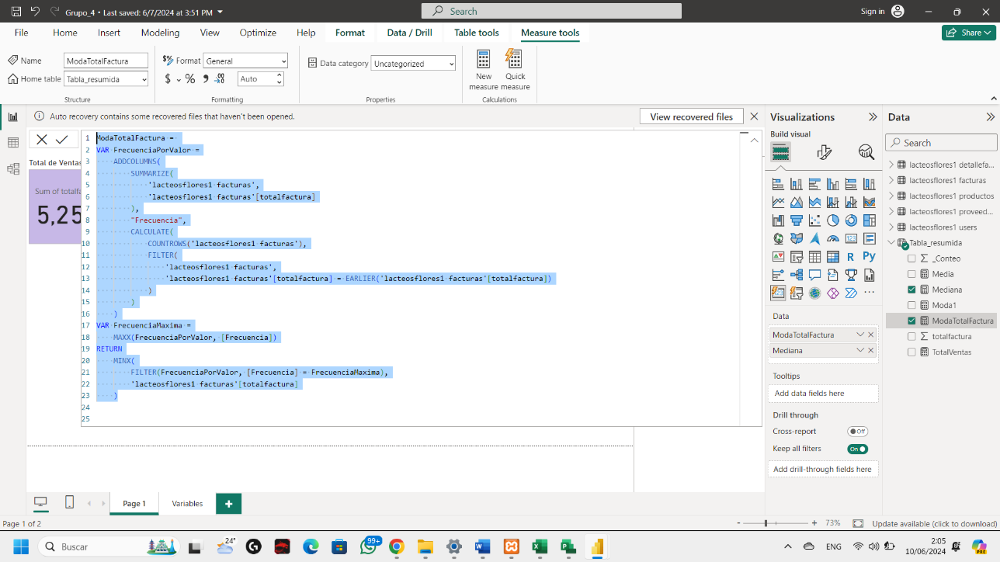 Grupo_4 • Last saved: 6/7/2024 at 3:51 PM
Search
Sign in
File Home Insert Modeling View Optimize Help Format Data / Drill Table tools Measure tools
Share
Name ModaTotalFactura
Home table Tabla_resumida
Structure
$% Format General
$ % 9 Auto
Formatting
Data category Uncategorized
Properties
New measure
Quick measure
Calculations
Auto recovery contains some recovered files that haven't been opened.
View recovered files
Total de Ventas
Sum of totalfa
5,25
1 ModaTotalFactura =
2 VAR FrecuenciaPorValor =
3 ADDCOLUMNS(
4 SUMMARIZE(
5 'lacteosflores1 facturas',
6 'lacteosflores1 facturas'[totalfactura]
7 ),
8 "Frecuencia",
9 CALCULATE(
10 COUNTROWS('lacteosflores1 facturas'),
11 FILTER(
12 'lacteosflores1 facturas',
13 'lacteosflores1 facturas'[totalfactura] = EARLIER('lacteosflores1 facturas'[totalfactura])
14 )
15 )
16 )
17 VAR FrecuenciaMaxima =
18 MAXX(FrecuenciaPorValor, [Frecuencia])
19 RETURN
20 MINX(
21 FILTER(FrecuenciaPorValor, [Frecuencia] = FrecuenciaMaxima),
22 'lacteosflores1 facturas'[totalfactura]
23 )
24
25
Visualizations
Build visual
R Py
123
Data
ModaTotalFactura
Mediana
Tooltips
Add data fields here
Drill through
Cross-report Off
Keep all filters On
Add drill-through fields here
Data
Search
lacteosflores1 detallefa...
lacteosflores1 facturas
lacteosflores1 productos
lacteosflores1 proveed...
lacteosflores1 users
Tabla_resumida
_Conteo
Media
Mediana
Moda1
ModaTotalFactura
totalfactura
TotalVentas
Page 1 Variables +
Page 1 of 2
- + 73% Update available (click to download)
Buscar
24°
99+
ENG
2:05
10/06/2024
PRE